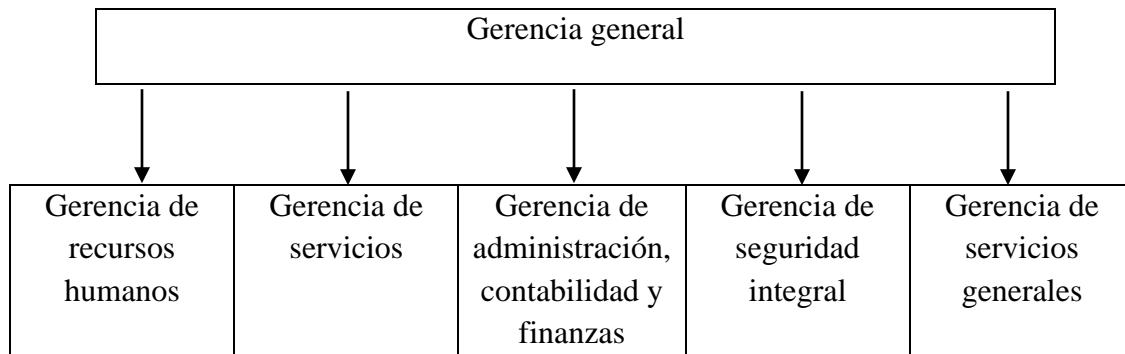 Gerencia general
Gerencia de
recursos
humanos
Gerencia de
servicios
Gerencia de
administración,
contabilidad y
finanzas
Gerencia de
seguridad
integral
Gerencia de
servicios
generales